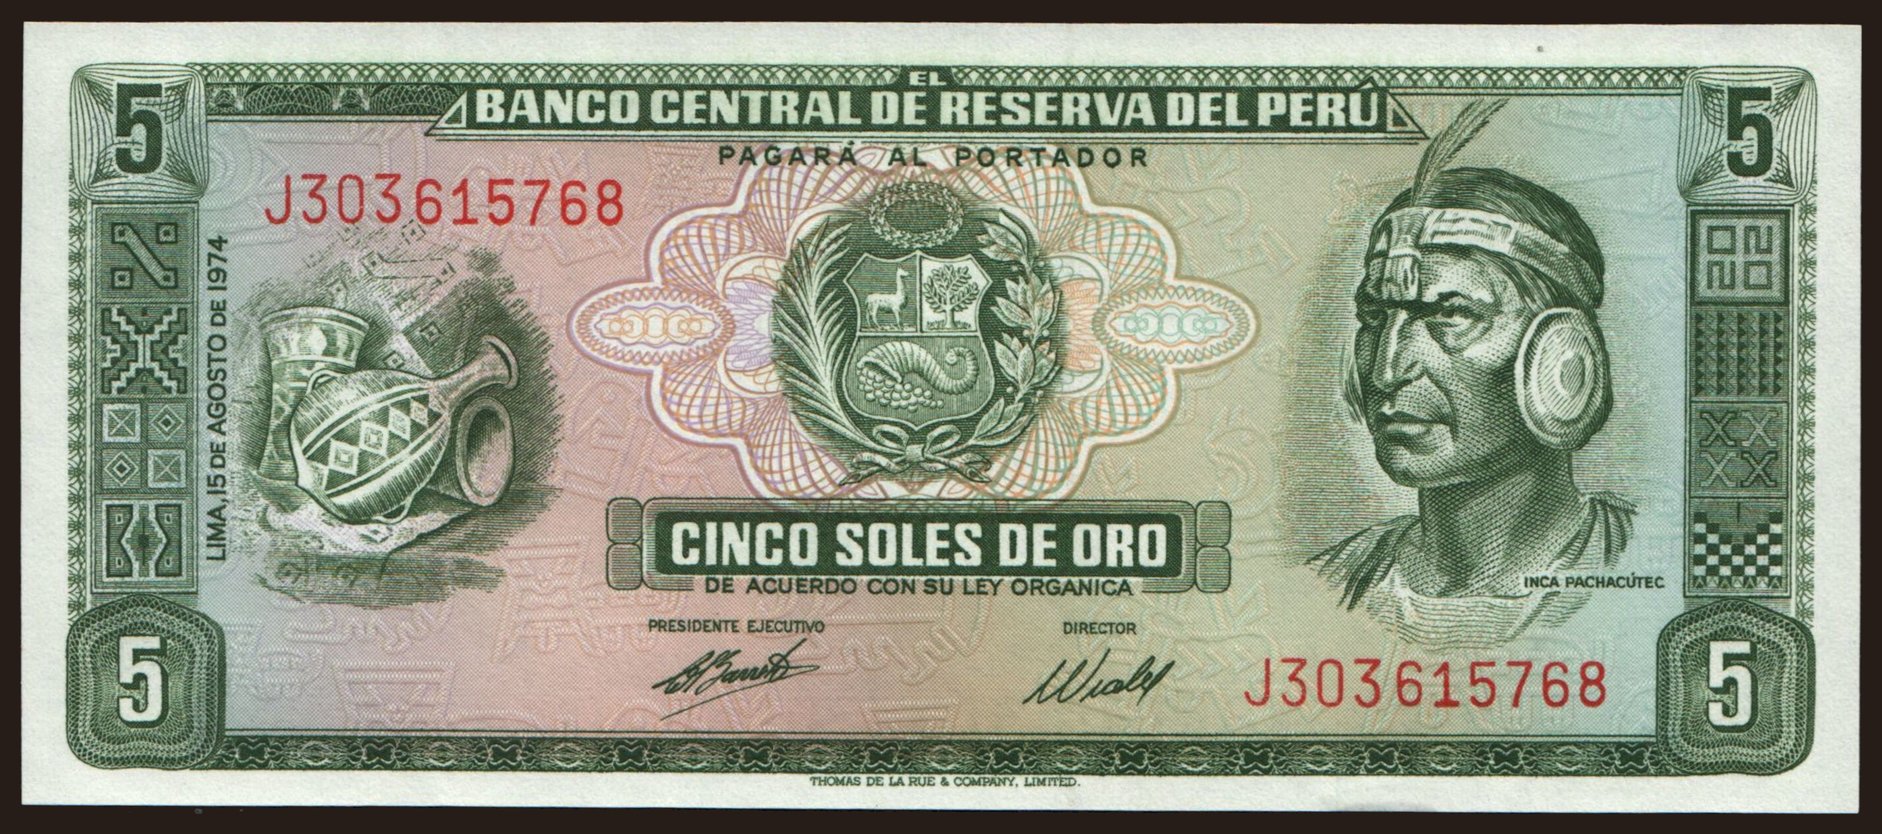 EL
BANCO CENTRAL DE RESERVA DEL PERÚ
PAGARÁ AL PORTADOR
5
5
J303615768
LIMA, 15 DE AGOSTO DE 1974
CINCO SOLES DE ORO
DE ACUERDO CON SU LEY ORGANICA
INCA PACHACÚTEC
PRESIDENTE EJECUTIVO
DIRECTOR
J303615768
5
5
THOMAS DE LA RUE & COMPANY, LIMITED.